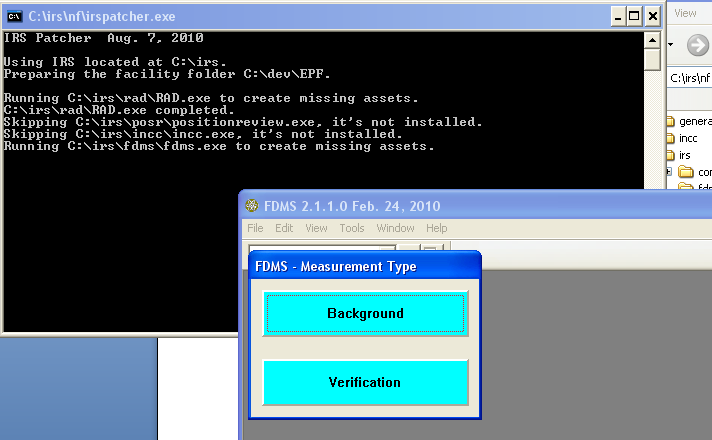 C:\irs\nf\irspatcher.exe
IRS Patcher  Aug. 7, 2010
Using IRS located at C:\irs.
Preparing the facility folder C:\dev\EPF.
Running C:\irs\rad\RAD.exe to create missing assets.
C:\irs\rad\RAD.exe completed.
Skipping C:\irs\posr\positionreview.exe, it's not installed.
Skipping C:\irs\incc\incc.exe, it's not installed.
Running C:\irs\fdms\fdms.exe to create missing assets.
View
C:\irs\nf
genera
incc
irs
cor
fdm
FDMS 2.1.1.0 Feb. 24, 2010
File Edit View Tools Window Help
FDMS - Measurement Type
Background
Verification